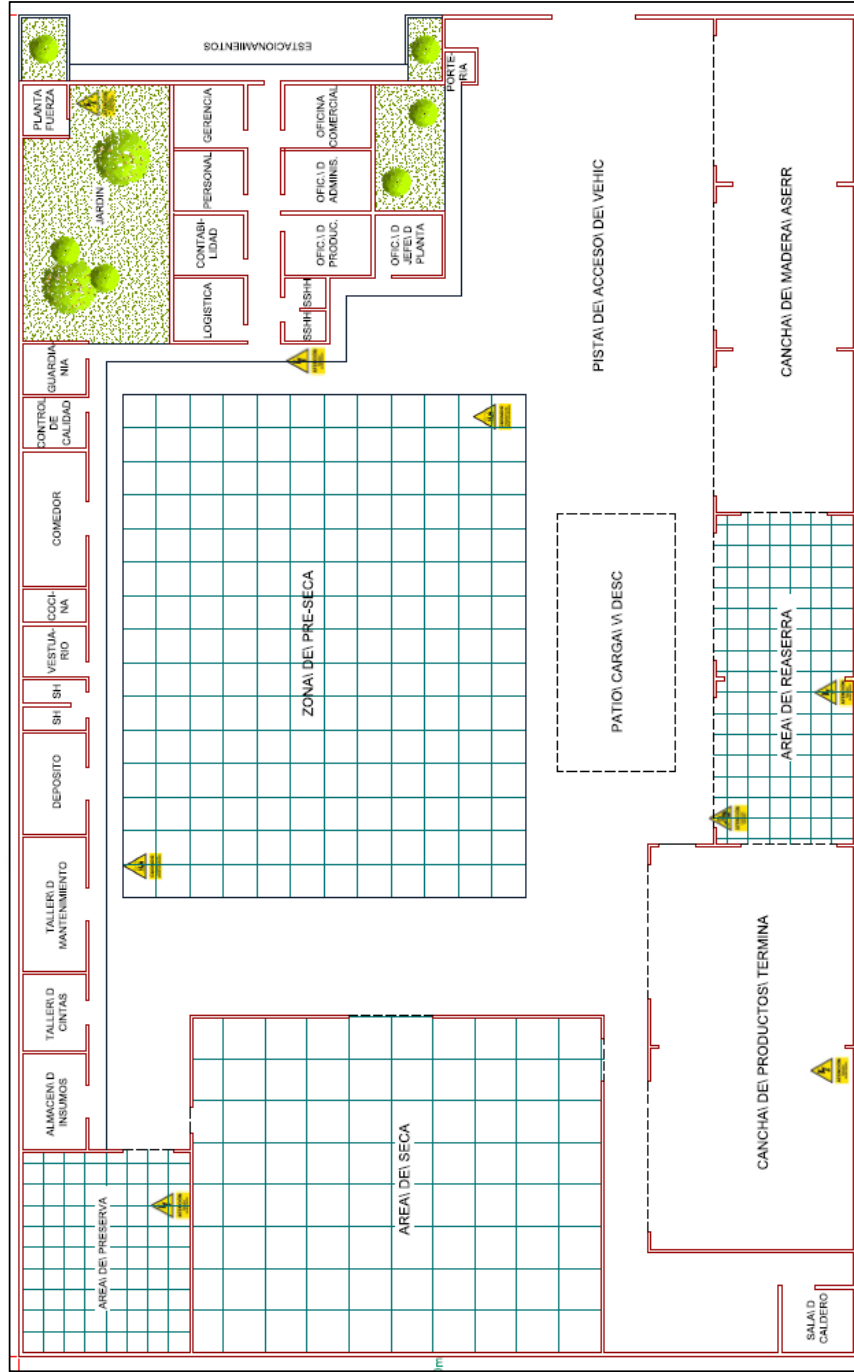 ESTACIONAMIENTOS
PLANTA
FUERZA
JARDIN
GERENCIA
PERSONAL
CONTABI-
LIDAD
LOGISTICA
OFICINA
COMERCIAL
OFIC.\ D
ADMINIS.
OFIC.\ D
PRODUC.
SSHH
SSHH
OFIC.\ D
JEFE\ D
PLANTA
PORTE-
RIA
GUARDIA-
NIA
CONTROL
DE
CALIDAD
COMEDOR
COCI-
NA
VESTUA-
RIO
SH
SH
DEPOSITO
TALLER\ D
MANTENIMIENTO
TALLER\ D
CINTAS
ALMACEN\ D
INSUMOS
AREA\ DE\ PRESERVA
ZONA\ DE\ PRE-SECA
AREA\ DE\ SECA
PISTA\ DE\ ACCESO\ DE\ VEHIC
PATIO\ CARGA\ \ DESC
CANCHA\ DE\ MADERA\ ASERR
AREA\ DE\ REASERRA
CANCHA\ DE\ PRODUCTOS\ TERMINA
SALA\ D
CALDERO